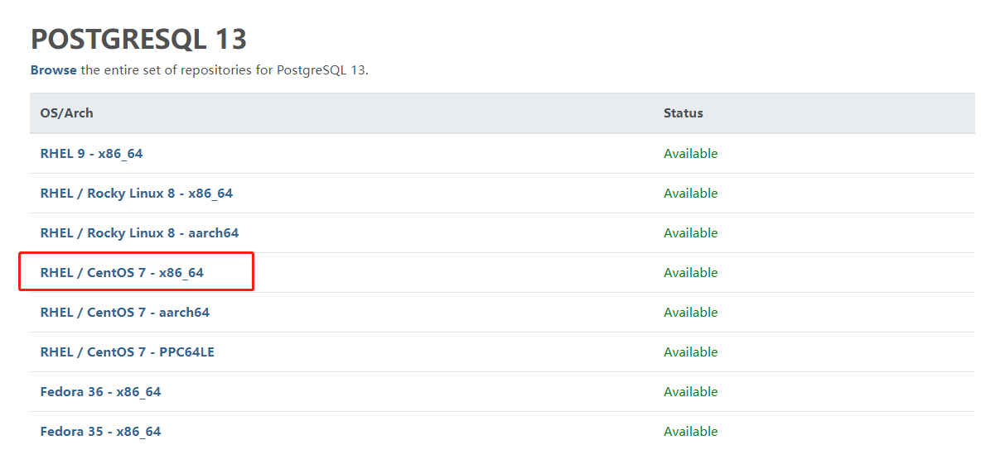 POSTGRESQL 13
Browse the entire set of repositories for PostgreSQL 13.
OS/Arch Status
RHEL 9 - x86_64 Available
RHEL / Rocky Linux 8 - x86_64 Available
RHEL / Rocky Linux 8 - aarch64 Available
RHEL / CentOS 7 - x86_64 Available
RHEL / CentOS 7 - aarch64 Available
RHEL / CentOS 7 - PPC64LE Available
Fedora 36 - x86_64 Available
Fedora 35 - x86_64 Available